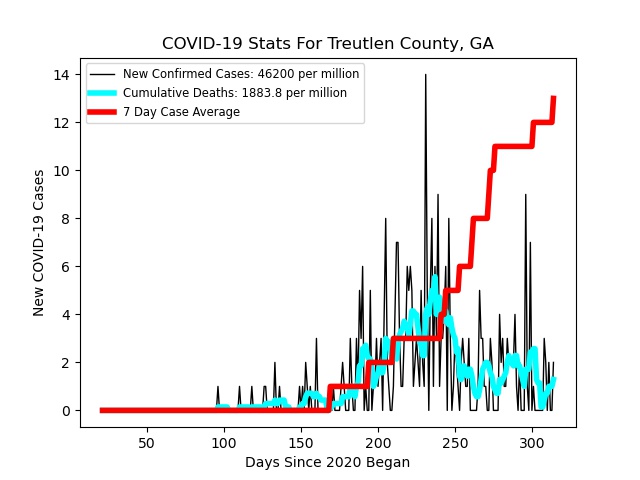 COVID-19 Stats For Treutlen County, GA
New Confirmed Cases: 46200 per million
Cumulative Deaths: 1883.8 per million
7 Day Case Average
New COVID-19 Cases
14
12
10
8
6
4
2
0
50 100 150 200 250 300
Days Since 2020 Began